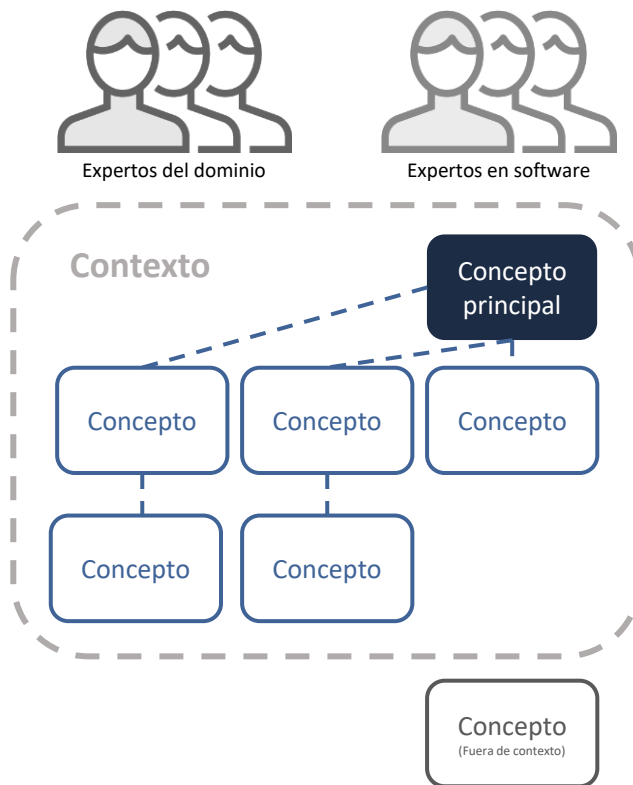 Expertos del dominio
Expertos en software
Contexto
Concepto
principal
Concepto
Concepto
Concepto
Concepto
Concepto
Concepto
(Fuera de contexto)